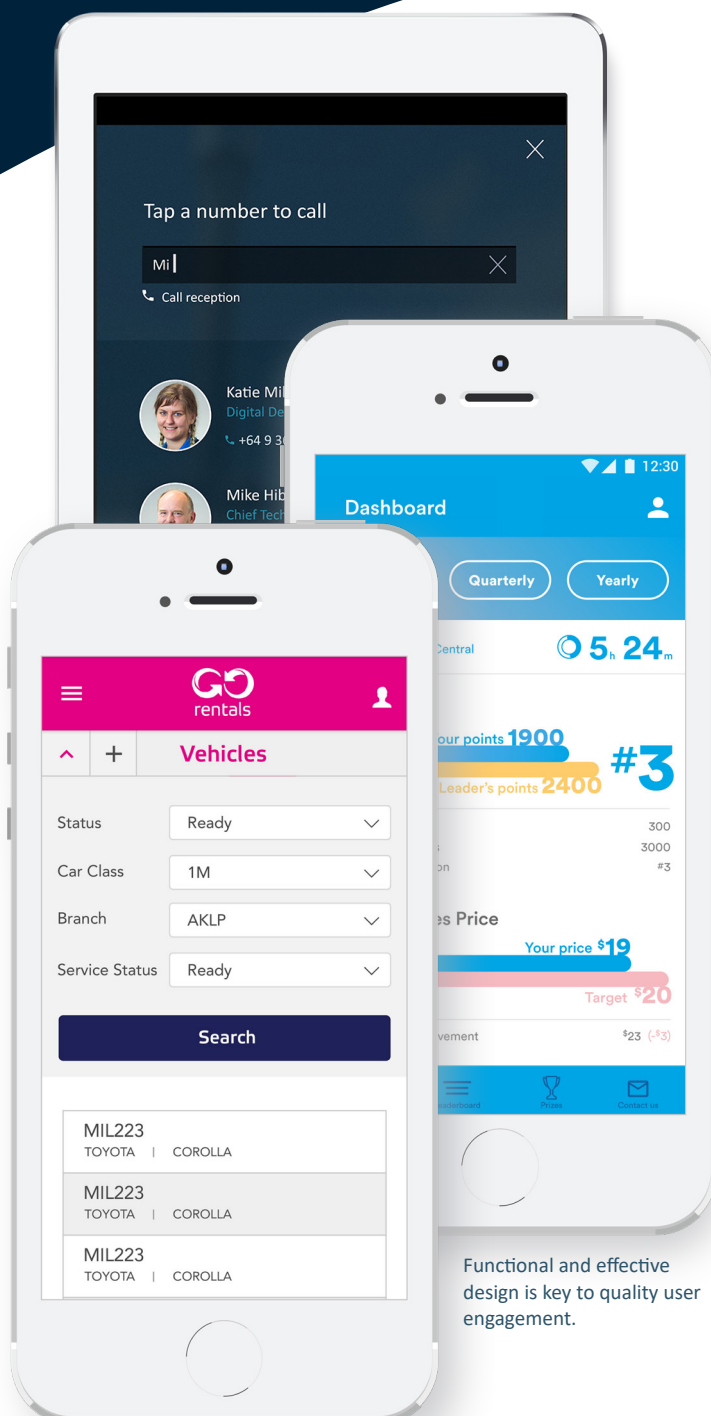 Tap a number to call
Mi
Call reception
Katie Mil
Digital De
+64 9 3
Mike Hib
Chief Tech
12:30
Dashboard
Quarterly
Yearly
Central
5h 24m
our points 1900
Leader's points 2400
#3
300
3000
on #3
es Price
Your price $19
Target $20
vement $23 (-$3)
eaderboard
Prizes
Contact us
GO
rentals
Vehicles
Status Ready
Car Class 1M
Branch AKLP
Service Status Ready
Search
MIL223
TOYOTA | COROLLA
MIL223
TOYOTA | COROLLA
MIL223
TOYOTA | COROLLA
Functional and effective
design is key to quality user
engagement.